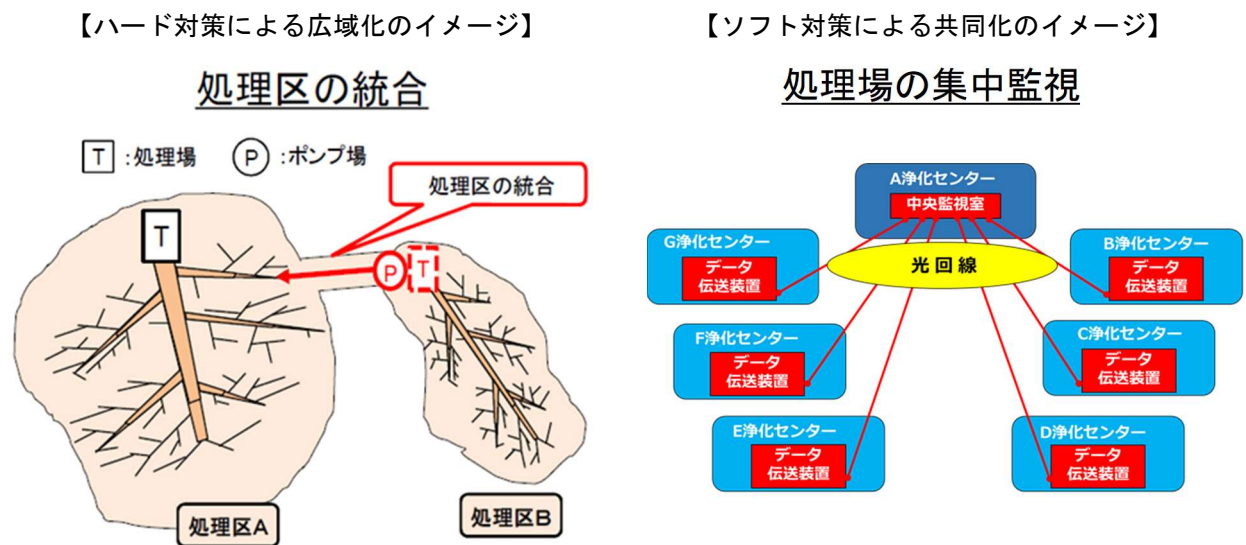 【ハード対策による広域化のイメージ】
処理区の統合
T :処理場 P :ポンプ場
処理区の統合
T
P T
処理区A
処理区B
【ソフト対策による共同化のイメージ】
処理場の集中監視
A浄化センター
中央監視室
光回線
G浄化センター
データ
伝送装置
B浄化センター
データ
伝送装置
F浄化センター
データ
伝送装置
C浄化センター
データ
伝送装置
E浄化センター
データ
伝送装置
D浄化センター
データ
伝送装置